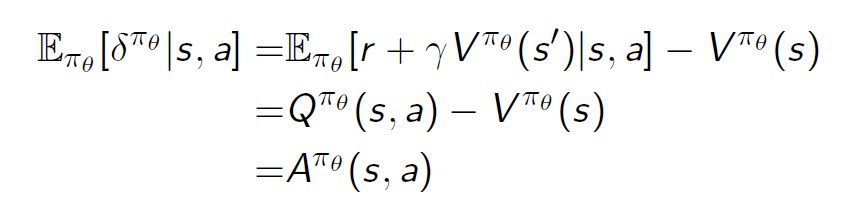 𝔼_{π_θ}[δ^{π_θ}|s, a] =𝔼_{π_θ}[r + γV^{π_θ}(s′)|s, a] − V^{π_θ}(s)
=Q^{π_θ}(s, a) − V^{π_θ}(s)
=A^{π_θ}(s, a)